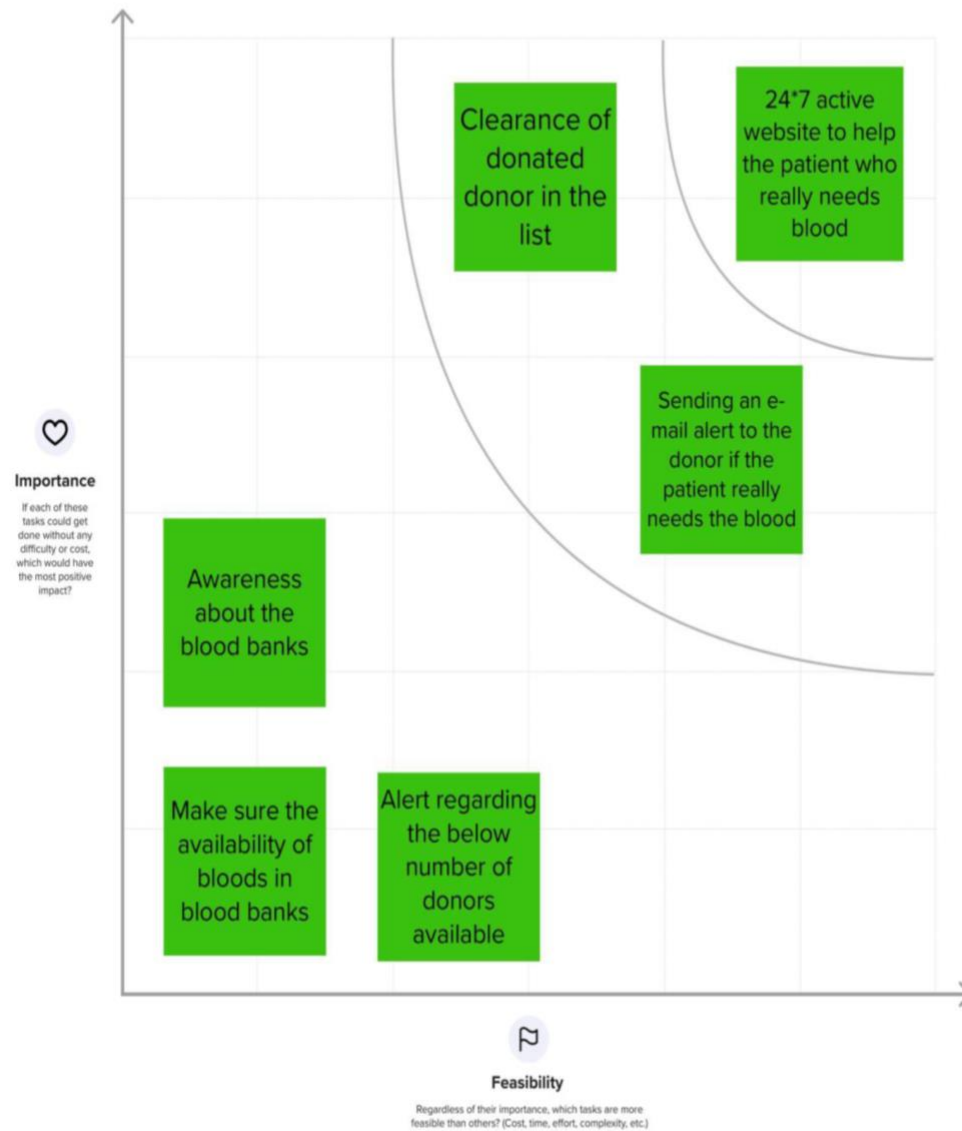 Clearance of
donated
donor in the
list
24*7 active
website to help
the patient who
really needs
blood
Sending an e-
mail alert to the
donor if the
patient really
needs the blood
Importance
If each of these
tasks could get
done without any
difficulty or cost,
which would have
the most positive
impact?
Awareness
about the
blood banks
Make sure the
availability of
bloods in
blood banks
Alert regarding
the below
number of
donors
available
Feasibility
Regardless of their importance, which tasks are more
feasible than others? (Cost, time, effort, complexity, etc.)